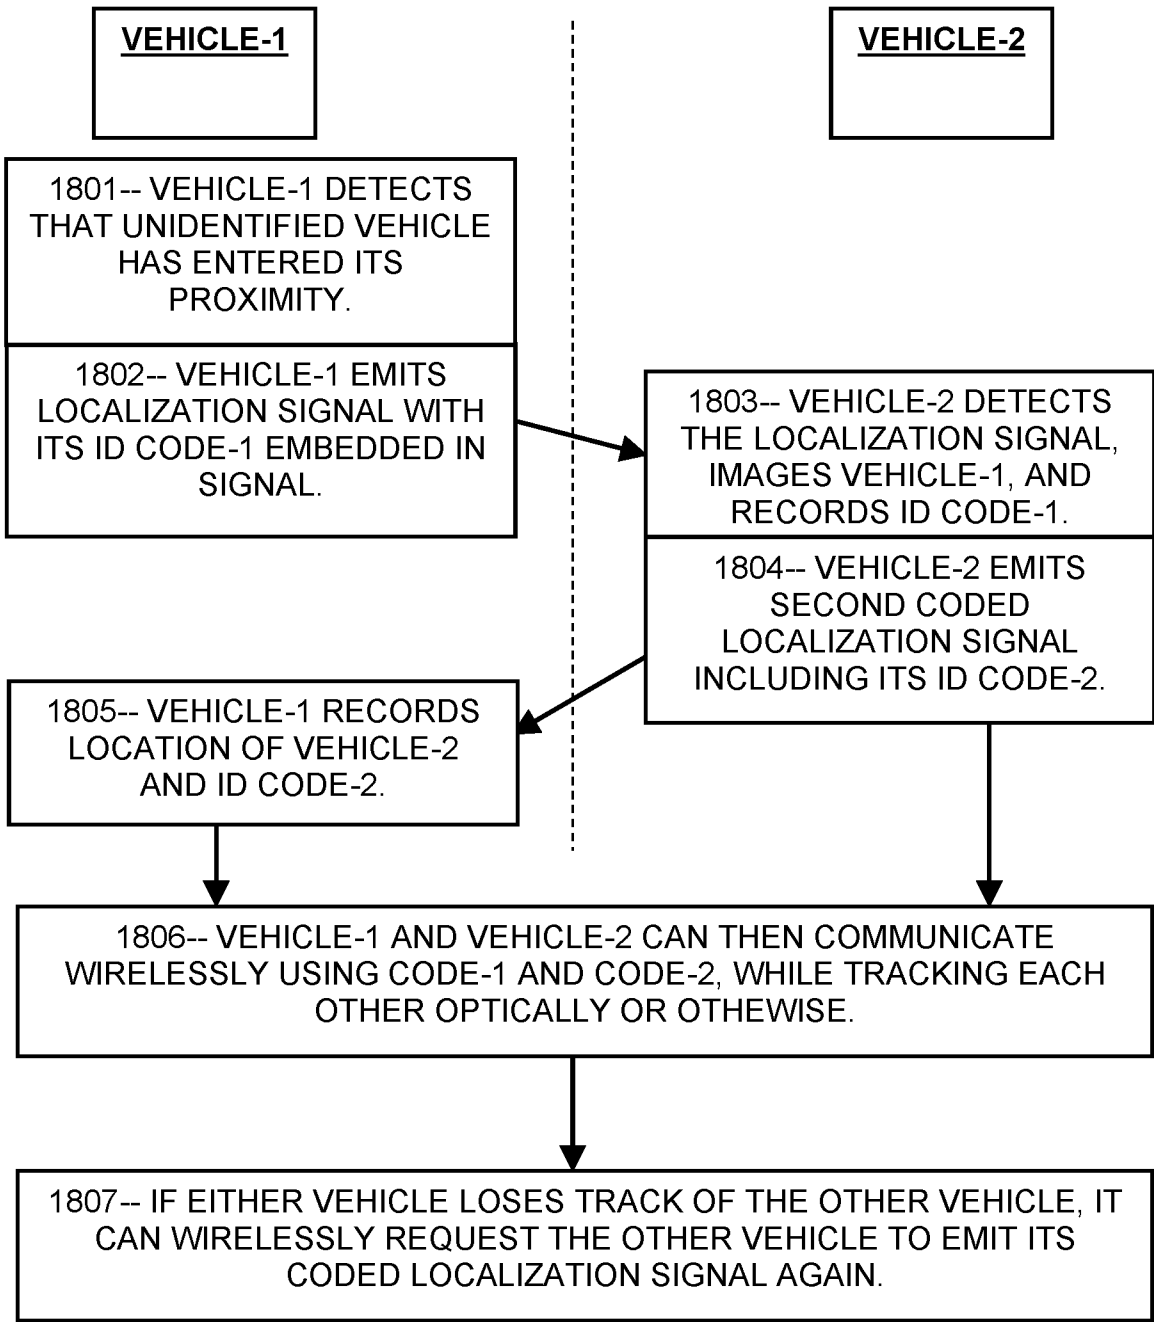 VEHICLE-1
VEHICLE-2
1801-- VEHICLE-1 DETECTS
THAT UNIDENTIFIED VEHICLE
HAS ENTERED ITS
PROXIMITY.
1802-- VEHICLE-1 EMITS
LOCALIZATION SIGNAL WITH
ITS ID CODE-1 EMBEDDED IN
SIGNAL.
1803-- VEHICLE-2 DETECTS
THE LOCALIZATION SIGNAL,
IMAGES VEHICLE-1, AND
RECORDS ID CODE-1.
1804-- VEHICLE-2 EMITS
SECOND CODED
LOCALIZATION SIGNAL
INCLUDING ITS ID CODE-2.
1805-- VEHICLE-1 RECORDS
LOCATION OF VEHICLE-2
AND ID CODE-2.
1806-- VEHICLE-1 AND VEHICLE-2 CAN THEN COMMUNICATE
WIRELESSLY USING CODE-1 AND CODE-2, WHILE TRACKING EACH
OTHER OPTICALLY OR OTHEWISE.
1807-- IF EITHER VEHICLE LOSES TRACK OF THE OTHER VEHICLE, IT
CAN WIRELESSLY REQUEST THE OTHER VEHICLE TO EMIT ITS
CODED LOCALIZATION SIGNAL AGAIN.